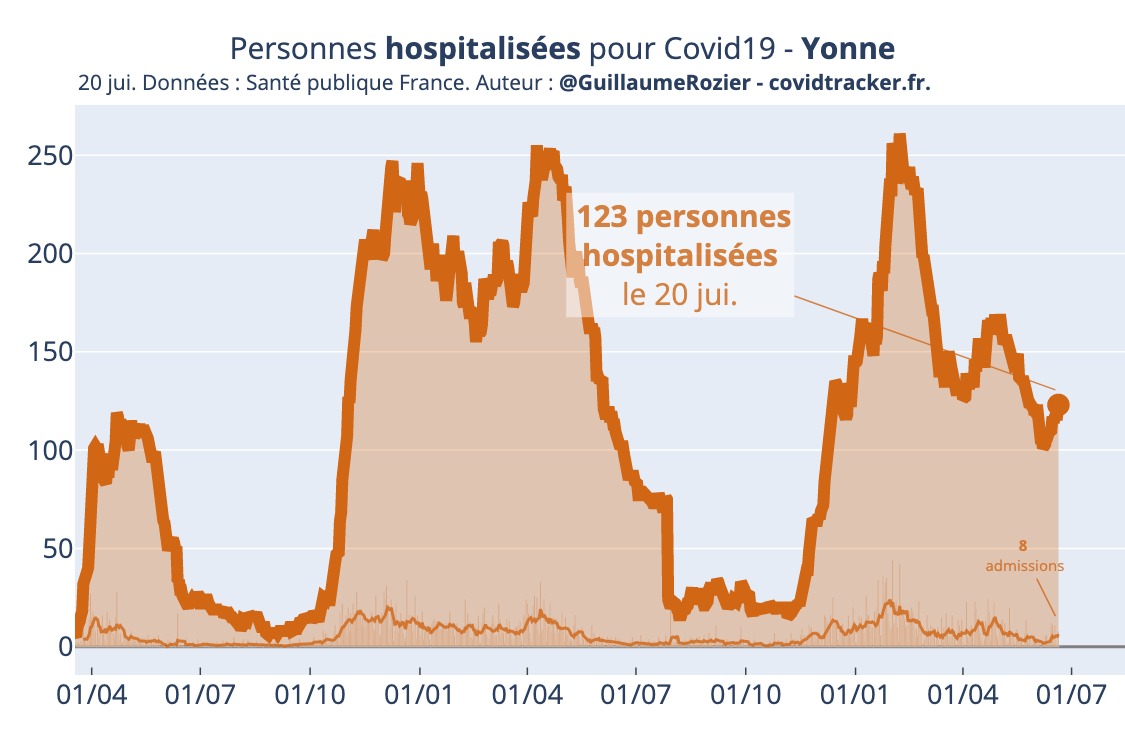 Personnes hospitalisées pour Covid19 - Yonne
20 jui. Données : Santé publique France. Auteur : @GuillaumeRozier - covidtracker.fr.
250
200
150
100
50
0
123 personnes
hospitalisées
le 20 jui.
8
admissions
01/04 01/07 01/10 01/01 01/04 01/07 01/10 01/01 01/04 01/07